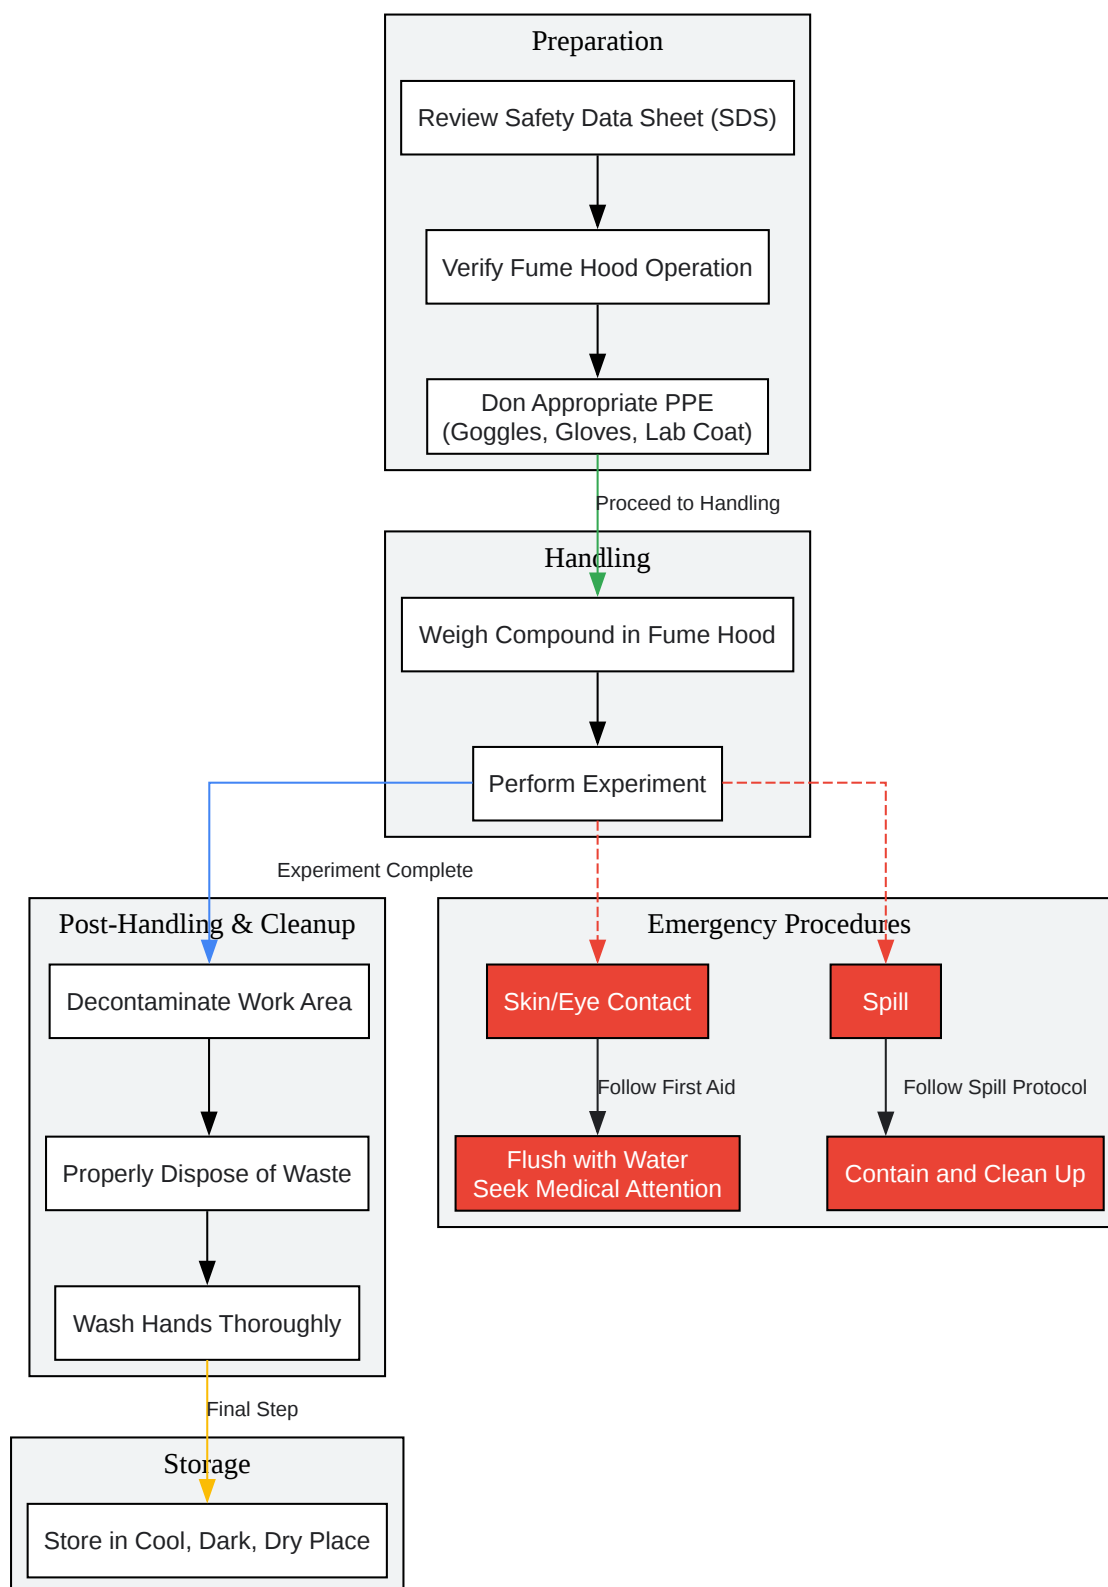 Preparation
Review Safety Data Sheet (SDS)
Verify Fume Hood Operation
Don Appropriate PPE
(Goggles, Gloves, Lab Coat)
Proceed to Handling
Handling
Weigh Compound in Fume Hood
Perform Experiment
Experiment Complete
Post-Handling & Cleanup
Decontaminate Work Area
Properly Dispose of Waste
Wash Hands Thoroughly
Emergency Procedures
Skin/Eye Contact
Spill
Follow First Aid
Follow Spill Protocol
Flush with Water
Seek Medical Attention
Contain and Clean Up
Final Step
Storage
Store in Cool, Dark, Dry Place